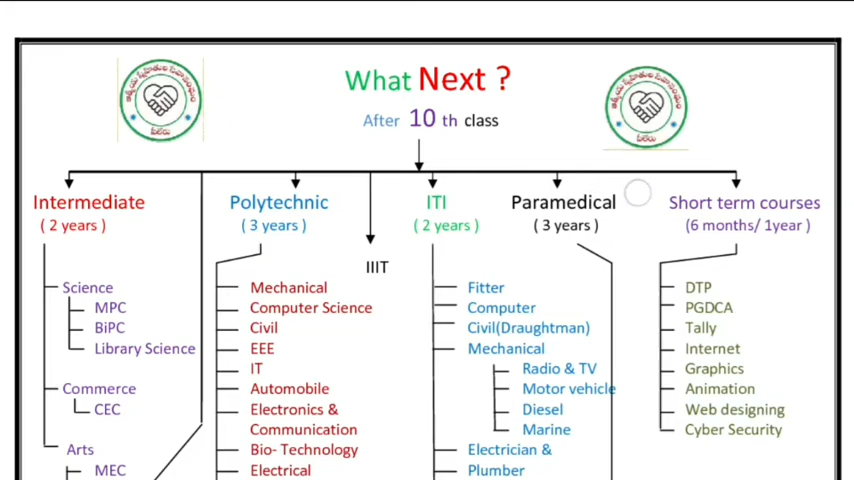 What Next ?
After 10 th class
Intermediate
( 2 years )
Polytechnic
( 3 years )
IIIT
ITI
( 2 years )
Paramedical
( 3 years )
Short term courses
(6 months/ 1year )
Science
MPC
BiPC
Library Science
Commerce
CEC
Arts
MEC
Mechanical
Computer Science
Civil
EEE
IT
Automobile
Electronics &
Communication
Bio- Technology
Electrical
Fitter
Computer
Civil(Draughtman)
Mechanical
Radio & TV
Motor vehicle
Diesel
Marine
Electrician &
Plumber
DTP
PGDCA
Tally
Internet
Graphics
Animation
Web designing
Cyber Security